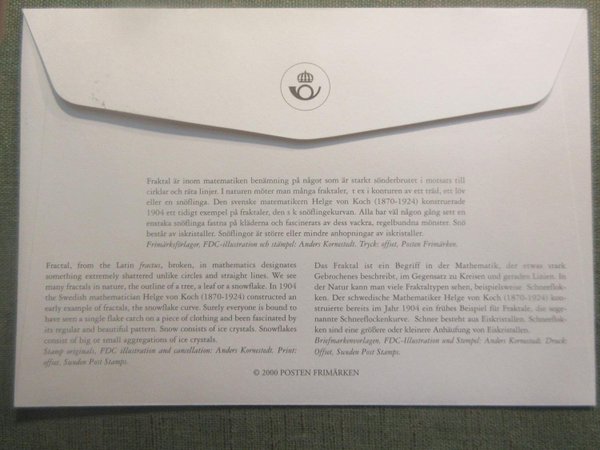 Fraktal är inom matematiken benämning på något som är starkt sönderbrutet i motsats till
cirklar och räta linjer. I naturen möter man många fraktaler, t ex i konturen av ett träd, ett löv
eller en snöflinga. Den svenske matematikern Helge von Koch (1870-1924) konstruerade
1904 ett tidigt exempel på fraktaler, den s k snöflingekurvan. Alla har väl någon gång sett en
enstaka snöflinga fastna på kläderna och fascinerats av dess vackra, regelbundna mönster. Snö
består av iskristaller. Snöflingor är större eller mindre anhopningar av iskristaller.
Frimärksförlagor, FDC-illustration och stämpel: Anders Kornestedt. Tryck: offset, Posten Frimärken.
Fractal, from the Latin fractus, broken, in mathematics designates
something extremely shattered unlike circles and straight lines. We see
many fractals in nature, the outline of a tree, a leaf or a snowflake. In 1904
the Swedish mathematician Helge von Koch (1870-1924) constructed an
early example of fractals, the snowflake curve. Surely everyone is bound to
have seen a single flake catch on a piece of clothing and been fascinated by
its regular and beautiful pattern. Snow consists of ice crystals. Snowflakes
consist of big or small aggregations of ice crystals.
Stamp originals, FDC illustration and cancellation: Anders Kornestedt. Print:
offset, Sweden Post Stamps.
Das Fraktal ist ein Begriff in der Mathematik, der etwas stark
Gebrochenes beschreibt, im Gegensatz zu Kreisen und geraden Linien. In
der Natur kann man viele Fraktaltypen sehen, beispielsweise Schneeflok-
ken. Der schwedische Mathematiker Helge von Koch (1870-1924) kon-
struierte bereits im Jahr 1904 ein frühes Beispiel für Fraktale, die soge-
nannte Schneeflockenkurve. Schnee besteht aus Eiskristallen. Schneeflok-
ken sind eine größere oder kleinere Anhäufung von Eiskristallen.
Briefmarkenvorlagen, FDC-Illustration und Stempel: Anders Kornestedt. Druck:
Offset, Sweden Post Stamps.
© 2000 POSTEN FRIMÄRKEN